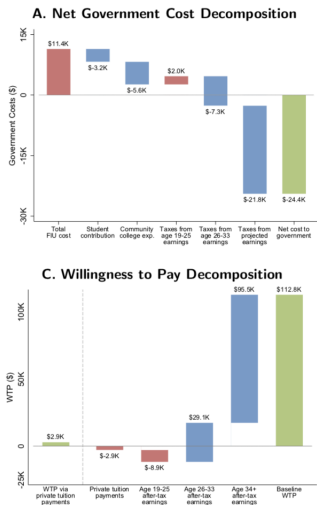 A. Net Government Cost Decomposition
15K
0
-15K
-30K
Government Costs ($)
$11.4K
$-3.2K
$-5.6K
$2.0K
$-7.3K
$-21.8K
$-24.4K
Total
FIU cost
Student
contribution
Community
college exp.
Taxes from
age 19-25
earnings
Taxes from
age 26-33
earnings
Taxes from
projected
earnings
Net cost to
government
C. Willingness to Pay Decomposition
100K
50K
0
-25K
WTP ($)
$2.9K
$-2.9K
$-8.9K
$29.1K
$95.5K
$112.8K
WTP via
private tuition
payments
Private tuition
payments
Age 19-25
after-tax
earnings
Age 26-33
after-tax
earnings
Age 34+
after-tax
earnings
Baseline
WTP